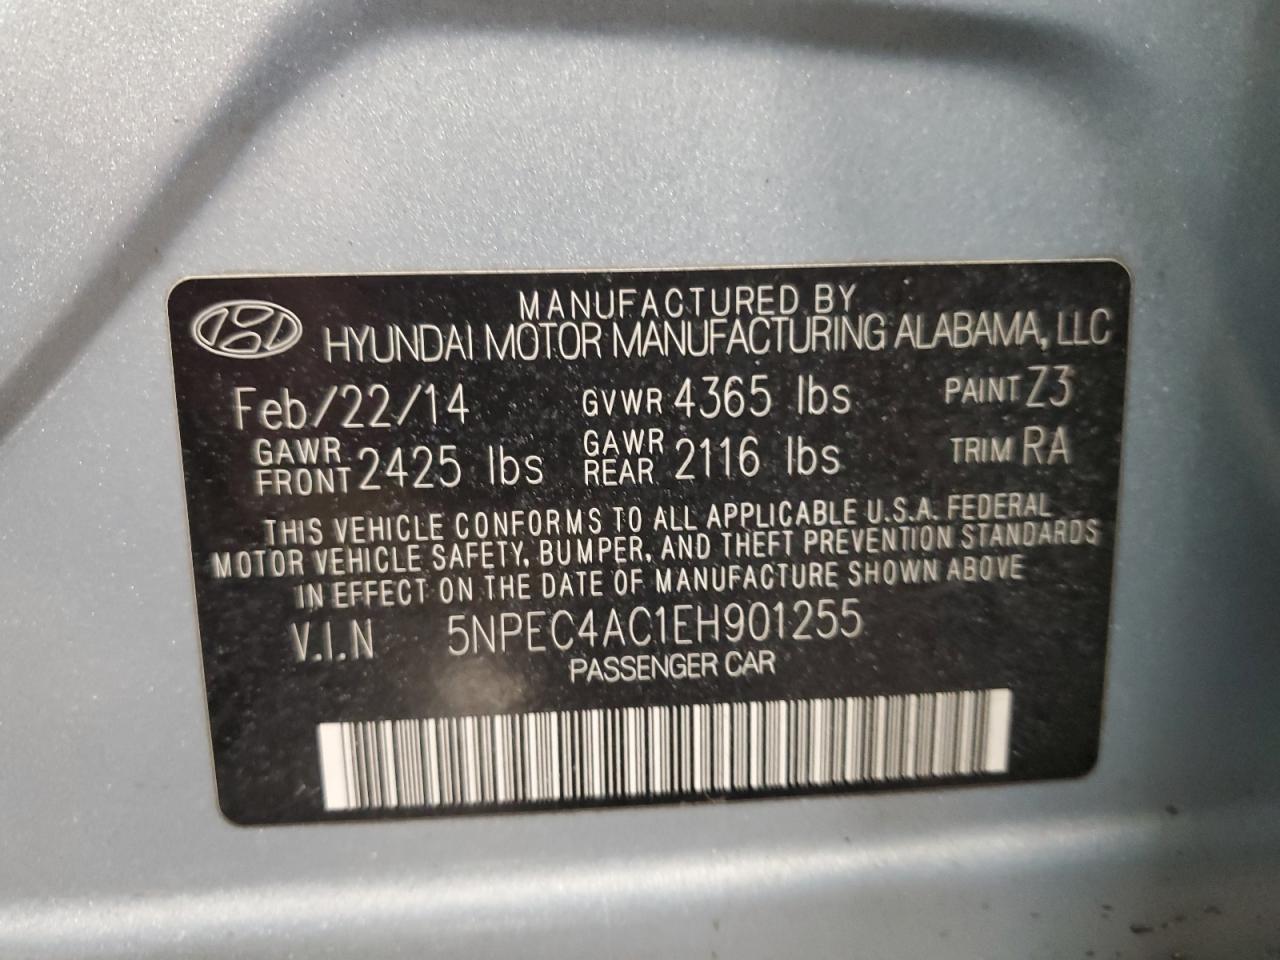 MANUFACTURED BY
HYUNDAI MOTOR MANUFACTURING ALABAMA, LLC
Feb/22/14 GVWR 4365 lbs PAINT Z3
GAWR FRONT 2425 lbs GAWR REAR 2116 lbs TRIM RA
THIS VEHICLE CONFORMS TO ALL APPLICABLE U.S.A. FEDERAL
MOTOR VEHICLE SAFETY, BUMPER, AND THEFT PREVENTION STANDARDS
IN EFFECT ON THE DATE OF MANUFACTURE SHOWN ABOVE
V.I.N 5NPEC4AC1EH901255
PASSENGER CAR